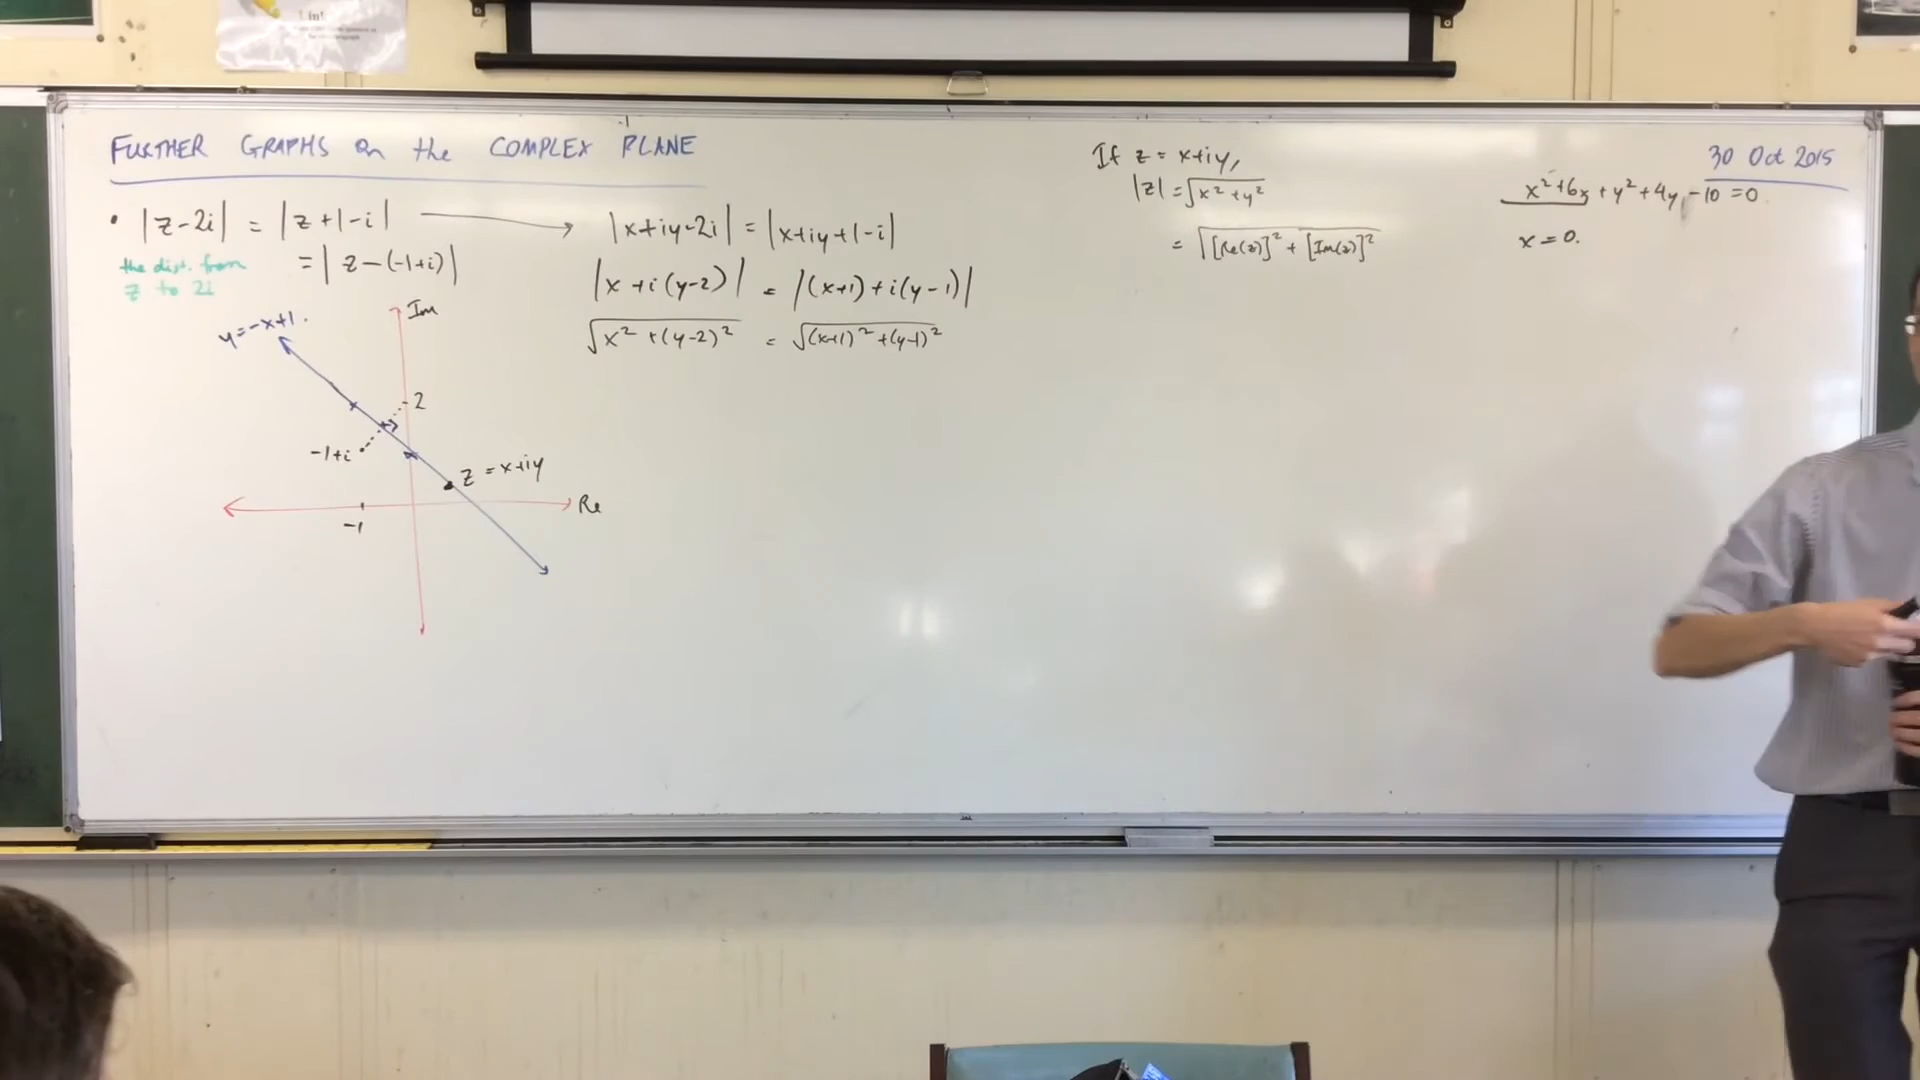 FURTHER GRAPHS on the COMPLEX PLANE
30 Oct 2015
• |z-2i| = |z+1-i|
= |z-(-1+i)|
the dist. from
z to 2i
|x+iy-2i| = |x+iy+1-i|
|x+i(y-2)| = |(x+1)+i(y-1)|
√x²+(y-2)² = √(x+1)²+(y-1)²
If z = x+iy,
|z| = √x²+y²
= √[Re(z)]²+[Im(z)]²
x²+6x+y²+4y-10=0
x=0.
y=-x+1.
Im
2
-1+i
z = x+iy
Re
-1